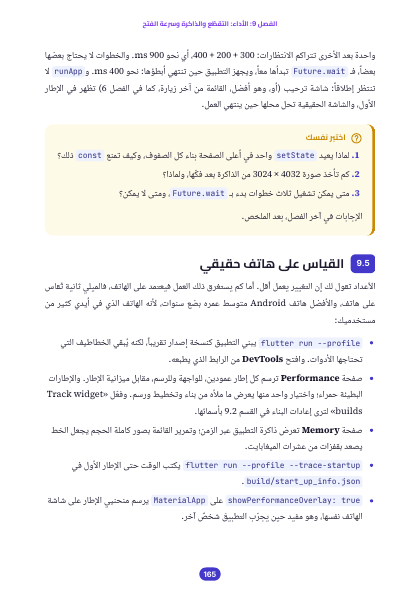 الفصل 9: الأداء: التقطّع والذاكرة وسرعة الفتح
واحدة بعد الأخرى تتراكم الانتظارات: 300 + 200 + 400، أي نحو 900 ms. والخطوات لا يحتاج بعضها
بعضاً، فـ Future.wait تبدأها معاً، ويجهز التطبيق حين تنتهي أبطؤها: نحو 400 ms. و runApp لا
تنتظر إطلاقاً: شاشة ترحيب (أو، وهو أفضل، القائمة من آخر زيارة، كما في الفصل 6) تظهر في الإطار
الأول، والشاشة الحقيقية تحل محلها حين ينتهي العمل.
اختبر نفسك
1. لماذا يعيد setState واحد في أعلى الصفحة بناء كل الصفوف، وكيف تمنع const ذلك؟
2. كم تأخذ صورة 4032 × 3024 من الذاكرة بعد فكّها، ولماذا؟
3. متى يمكن تشغيل ثلاث خطوات بدء بـ Future.wait، ومتى لا يمكن؟
الإجابات في آخر الفصل، بعد الملخص.
9.5 القياس على هاتف حقيقي
الأعداد تقول لك إن التغيير يعمل أقل. أما كم يستغرق ذلك العمل فيعتمد على الهاتف، فالميلي ثانية تُقاس
على هاتف، والأفضل هاتف Android متوسط عمره بضع سنوات، لأنه الهاتف الذي في أيدي كثير من
مستخدميك:
• flutter run --profile يبني التطبيق كنسخة إصدار تقريباً، لكنه يُبقي الخطاطيف التي
تحتاجها الأدوات. وافتح DevTools من الرابط الذي يطبعه.
• صفحة Performance ترسم كل إطار عمودين، للواجهة وللرسم، مقابل ميزانية الإطار. والإطارات
البطيئة حمراء؛ واختيار واحد منها يعرض ما ملأه من بناء وتخطيط ورسم. وفعّل «Track widget
builds» لترى إعادات البناء في القسم 9.2 بأسمائها.
• صفحة Memory تعرض ذاكرة التطبيق عبر الزمن؛ وتمرير القائمة بصور كاملة الحجم يجعل الخط
يصعد بقفزات من عشرات الميغابايت.
• flutter run --profile --trace-startup يكتب الوقت حتى الإطار الأول في
build/start_up_info.json.
• showPerformanceOverlay: true على MaterialApp يرسم منحنيي الإطار على شاشة
الهاتف نفسها، وهو مفيد حين يجرّب التطبيق شخصٌ آخر.
165